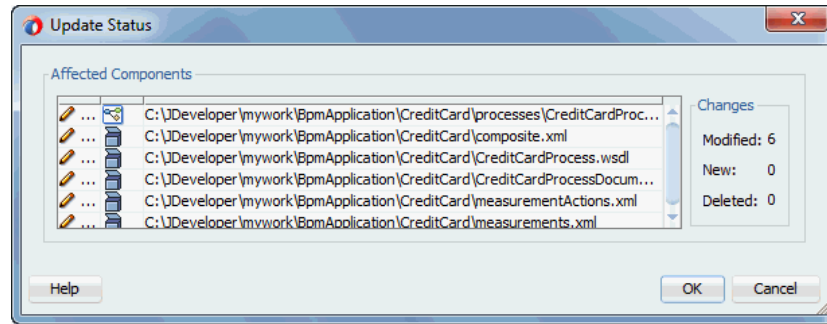 Update Status
Affected Components
... C:\JDeveloper\mywork\BpmApplication\CreditCard\processes\CreditCardProc...
... C:\JDeveloper\mywork\BpmApplication\CreditCard\composite.xml
... C:\JDeveloper\mywork\BpmApplication\CreditCard\CreditCardProcess.wsdl
... C:\JDeveloper\mywork\BpmApplication\CreditCard\CreditCardProcessDocum...
... C:\JDeveloper\mywork\BpmApplication\CreditCard\measurementActions.xml
... C:\JDeveloper\mywork\BpmApplication\CreditCard\measurements.xml
Changes
Modified: 6
New: 0
Deleted: 0
Help
OK
Cancel